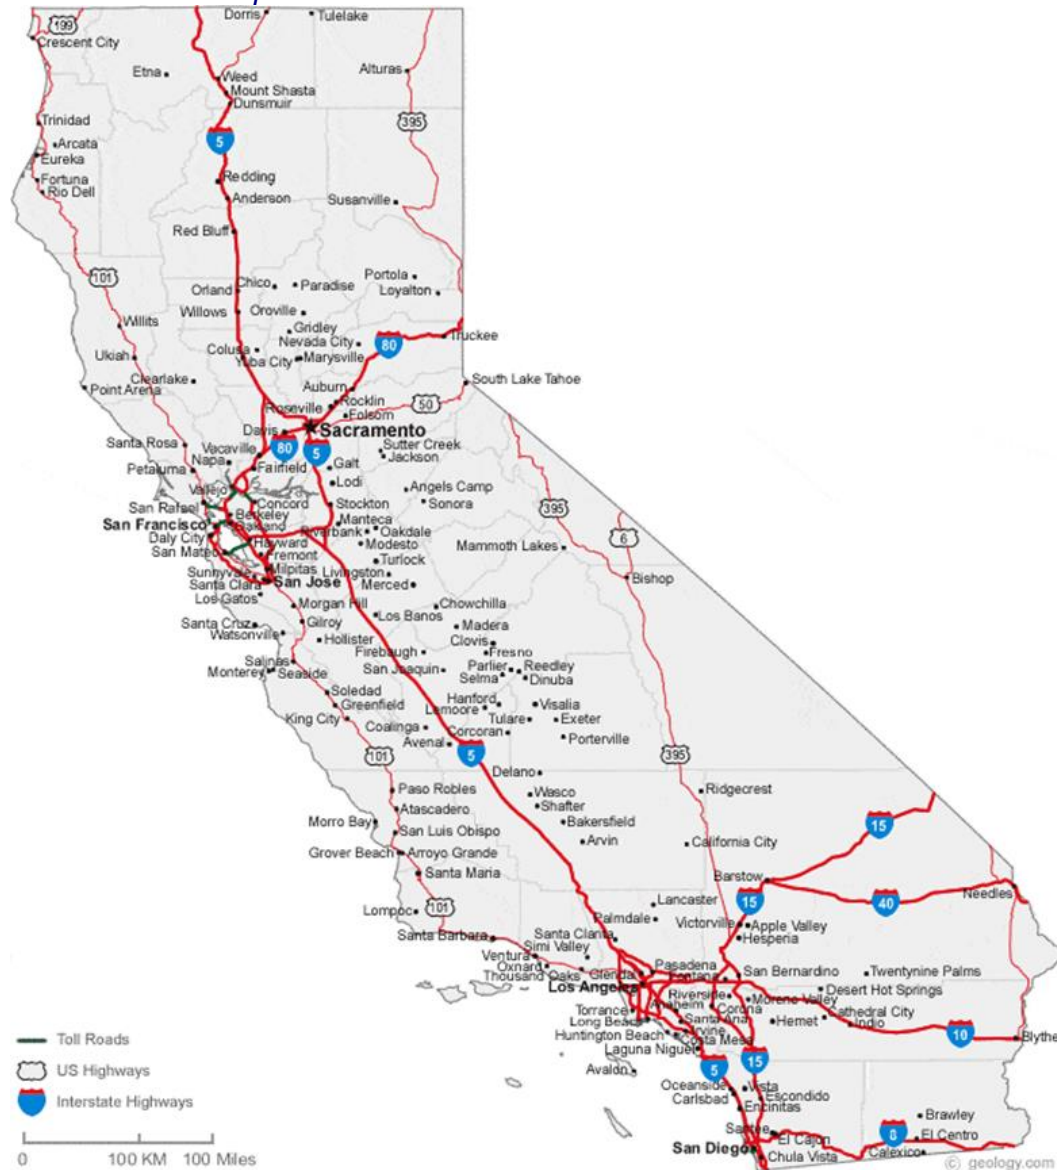 Dorris
Tulelake
199
Crescent City
Etna
Weed
Alturas
Mount Shasta
Dunsmuir
Trinidad
395
Arcata
5
Eureka
Redding
Fortuna
Rio Dell
Anderson
Susanville
Red Bluff
101
Portola
Chico
Paradise
Orland
Loyalton
Willows
Oroville
Willits
Gridley
Truckee
Nevada City
80
Colusa
Ukiah
Yuba City
Marysville
Clearlake
South Lake Tahoe
Point Arena
Auburn
Rocklin
50
Roseville
Folsom
Davis
Sacramento
Santa Rosa
Vacaville
80
5
Sutter Creek
Jackson
Napa
Galt
Petaluma
Fairfield
Lodi
Vallejo
Angels Camp
San Rafael
Concord
Stockton
Sonora
395
Berkeley
San Francisco
Oakland
Manteca
Riverbank
Oakdale
6
Daly City
Hayward
Modesto
Mammoth Lakes
San Mateo
Fremont
Turlock
Milpitas
Sunnyvale
Livingston
Bishop
Santa Clara
San Jose
Merced
Los Gatos
Morgan Hill
Chowchilla
Los Banos
Santa Cruz
Gilroy
Madera
Watsonville
Hollister
Clovis
Firebaugh
Fresno
Salinas
Monterey
Seaside
San Joaquin
Parlier
Reedley
Selma
Dinuba
Soledad
Hanford
Greenfield
Lemoore
Visalia
King City
Tulare
Exeter
Coalinga
Corcoran
Avenal
Porterville
101
5
395
Delano
Paso Robles
Wasco
Ridgecrest
Atascadero
Shafter
Morro Bay
Bakersfield
15
San Luis Obispo
Arvin
California City
Grover Beach
Arroyo Grande
Santa Maria
Barstow
Needles
101
Lancaster
15
40
Lompoc
Palmdale
Victorville
Apple Valley
Santa Barbara
Santa Clarita
Hesperia
Simi Valley
Ventura
Oxnard
Pasadena
Thousand Oaks
Glendale
Fontana
San Bernardino
Twentynine Palms
Los Angeles
Riverside
Desert Hot Springs
Moreno Valley
Torrance
Anaheim
Corona
Cathedral City
Long Beach
Santa Ana
Hemet
Indio
Huntington Beach
Irvine
10
Blythe
Costa Mesa
Laguna Niguel
Avalon
5
15
Oceanside
Vista
Carlsbad
Escondido
Encinitas
Brawley
Santee
8
El Centro
El Cajon
San Diego
Calexico
Chula Vista
Toll Roads
US Highways
Interstate Highways
0
100 KM
100 Miles
© geology.com